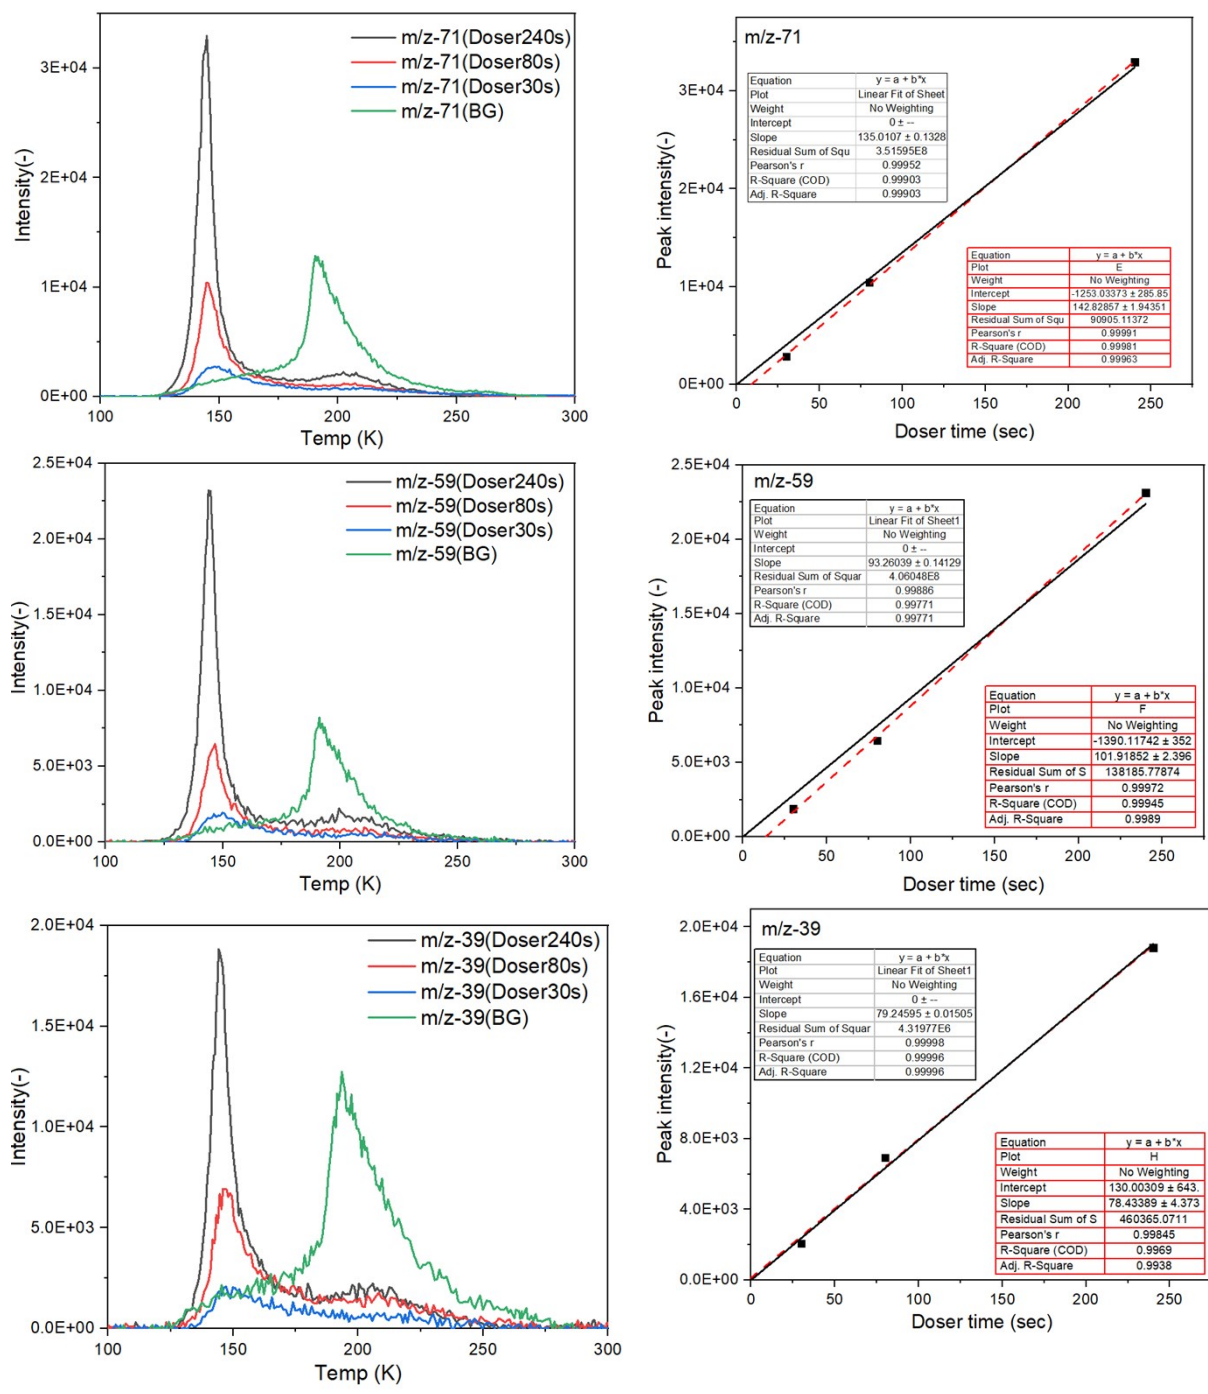 m/z-71(Doser240s)
m/z-71(Doser80s)
m/z-71(Doser30s)
m/z-71(BG)
3E+04
2E+04
1E+04
0E+00
Intensity(-)
100 150 200 250 300
Temp (K)
m/z-71
Equation y = a + b*x
Plot Linear Fit of Sheet
Weight No Weighting
Intercept 0 ± --
Slope 135.0107 ± 0.1328
Residual Sum of Squ 3.51595E8
Pearson's r 0.99952
R-Square (COD) 0.99903
Adj. R-Square 0.99903
Equation y = a + b*x
Plot E
Weight No Weighting
Intercept -1253.03373 ± 285.85
Slope 142.82857 ± 1.94351
Residual Sum of Squ 90905.11372
Pearson's r 0.99991
R-Square (COD) 0.99981
Adj. R-Square 0.99963
3E+04
2E+04
1E+04
0E+00
Peak intensity(-)
0 50 100 150 200 250
Doser time (sec)
m/z-59(Doser240s)
m/z-59(Doser80s)
m/z-59(Doser30s)
m/z-59(BG)
2.5E+04
2.0E+04
1.5E+04
1.0E+04
5.0E+03
0.0E+00
Intensity(-)
100 150 200 250 300
Temp (K)
m/z-59
Equation y = a + b*x
Plot Linear Fit of Sheet1
Weight No Weighting
Intercept 0 ± --
Slope 93.26039 ± 0.14129
Residual Sum of Squar 4.06048E8
Pearson's r 0.99886
R-Square (COD) 0.99771
Adj. R-Square 0.99771
Equation y = a + b*x
Plot F
Weight No Weighting
Intercept -1390.11742 ± 352
Slope 101.91852 ± 2.396
Residual Sum of S 138185.77874
Pearson's r 0.99972
R-Square (COD) 0.99945
Adj. R-Square 0.9989
2.5E+04
2.0E+04
1.5E+04
1.0E+04
5.0E+03
0.0E+00
Peak intensity (-)
0 50 100 150 200 250
Doser time (sec)
m/z-39(Doser240s)
m/z-39(Doser80s)
m/z-39(Doser30s)
m/z-39(BG)
2.0E+04
1.5E+04
1.0E+04
5.0E+03
0.0E+00
Intensity(-)
100 150 200 250 300
Temp (K)
m/z-39
Equation y = a + b*x
Plot Linear Fit of Sheet1
Weight No Weighting
Intercept 0 ± --
Slope 79.24595 ± 0.01505
Residual Sum of Squar 4.31977E6
Pearson's r 0.99998
R-Square (COD) 0.99996
Adj. R-Square 0.99996
Equation y = a + b*x
Plot H
Weight No Weighting
Intercept 130.00309 ± 643.
Slope 78.43389 ± 4.373
Residual Sum of S 460365.0711
Pearson's r 0.99845
R-Square (COD) 0.9969
Adj. R-Square 0.9938
2.0E+04
1.6E+04
1.2E+04
8.0E+03
4.0E+03
0.0E+00
Peak intensity(-)
0 50 100 150 200 250
Doser time (sec)